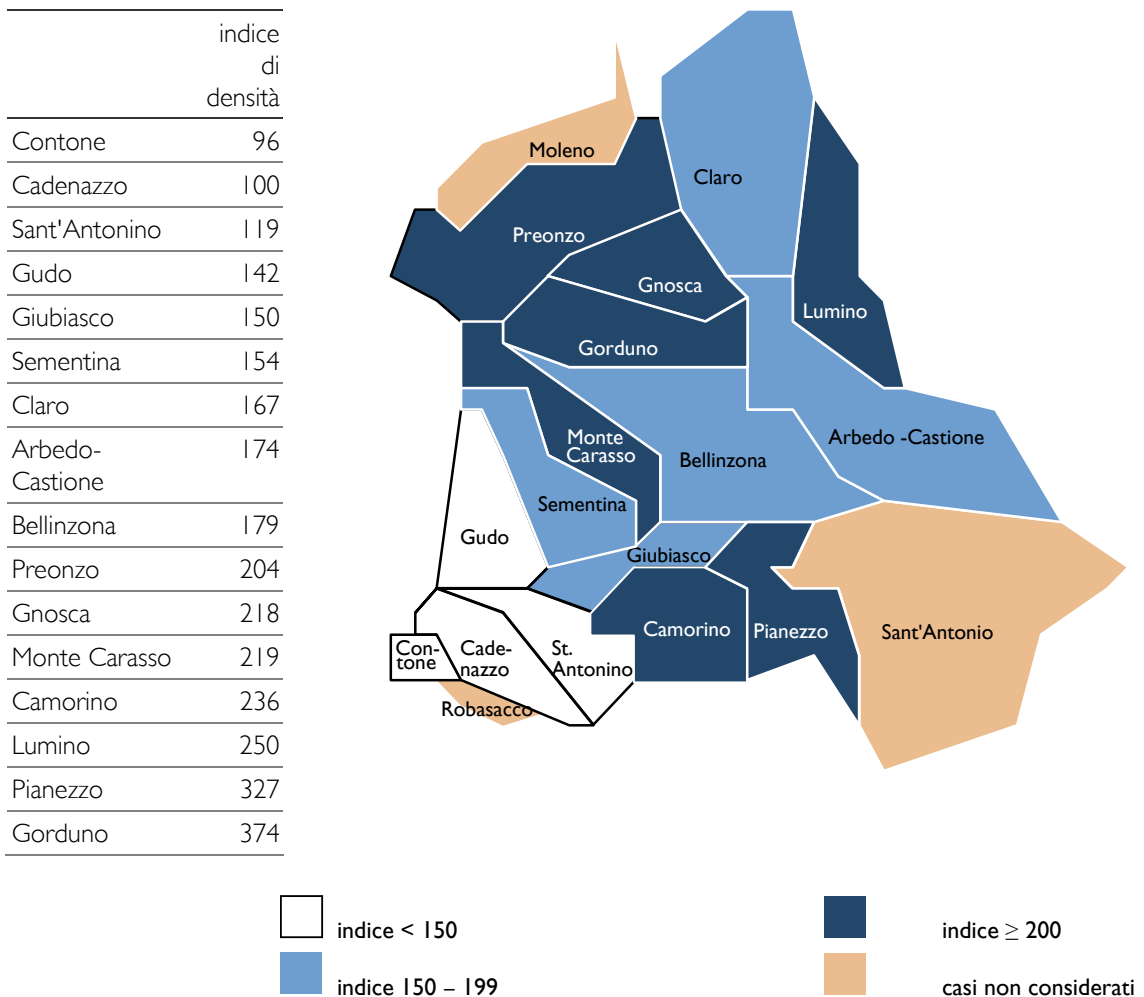 indice
di
densità
Contone 96
Cadenazzo 100
Sant'Antonino 119
Gudo 142
Giubiasco 150
Sementina 154
Claro 167
Arbedo- 174
Castione
Bellinzona 179
Preonzo 204
Gnosca 218
Monte Carasso 219
Camorino 236
Lumino 250
Pianezzo 327
Gorduno 374
Moleno
Claro
Preonzo
Gnosca
Lumino
Gorduno
Monte
Carasso
Arbedo -Castione
Bellinzona
Sementina
Gudo
Giubiasco
Camorino
Pianezzo
Sant'Antonio
Con-
tone
Cade-
nazzo
St.
Antonino
Robasacco
indice < 150
indice ≥ 200
indice 150 – 199
casi non considerati